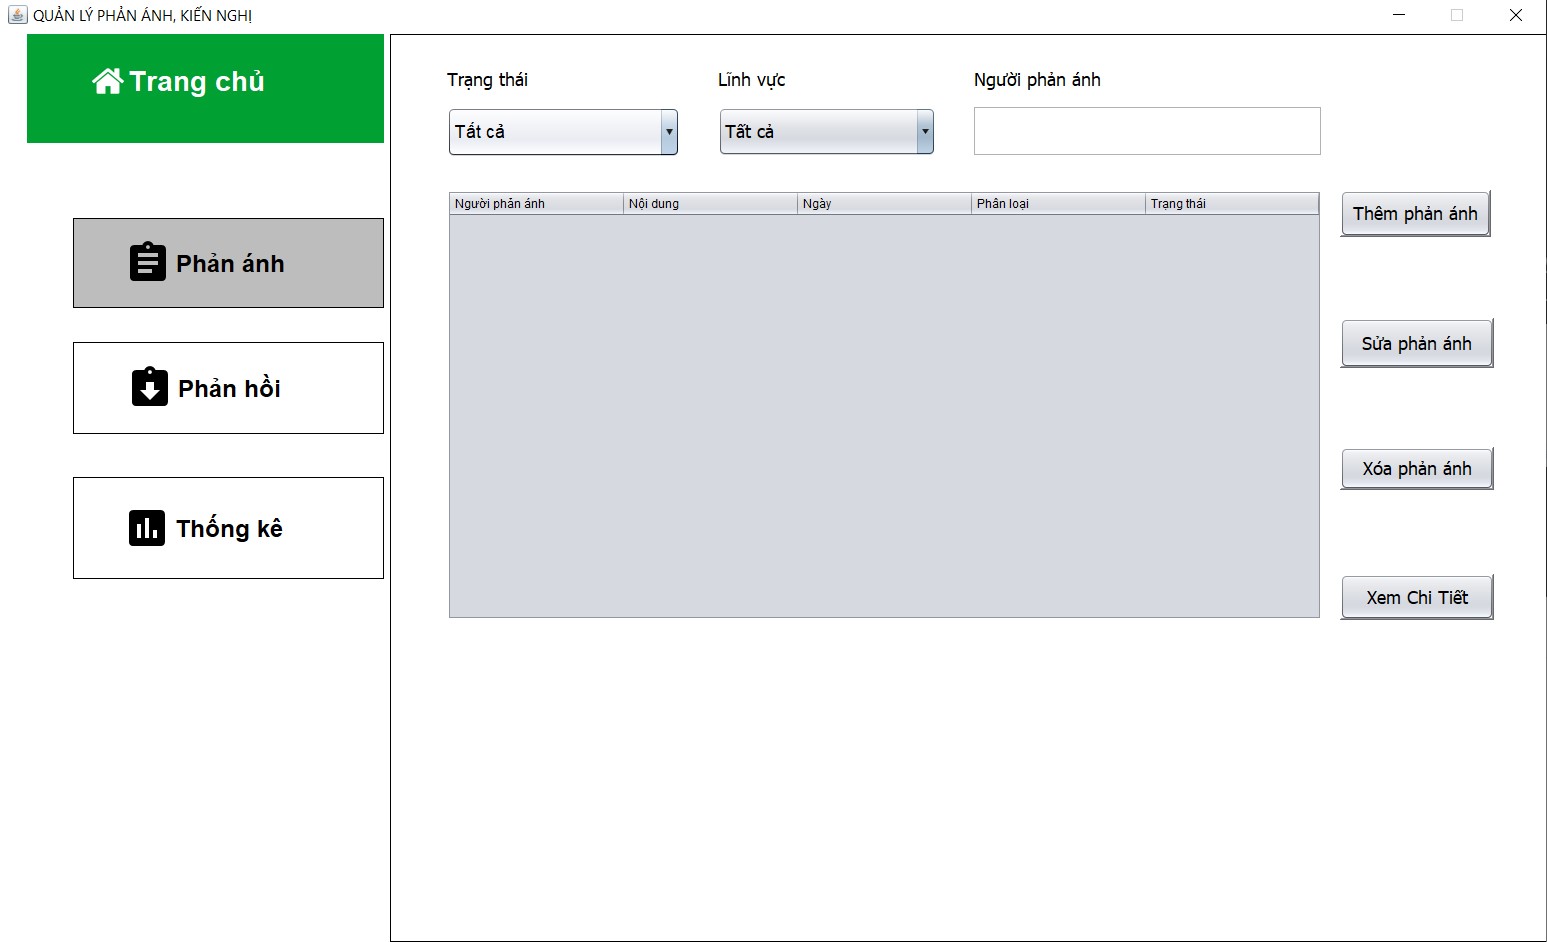 QUẢN LÝ PHẢN ÁNH, KIẾN NGHỊ
Trang chủ
Phản ánh
Phản hồi
Thống kê
Trạng thái
Lĩnh vực
Người phản ánh
Tất cả
Tất cả
Người phản ánh
Nội dung
Ngày
Phân loại
Trạng thái
Thêm phản ánh
Sửa phản ánh
Xóa phản ánh
Xem Chi Tiết